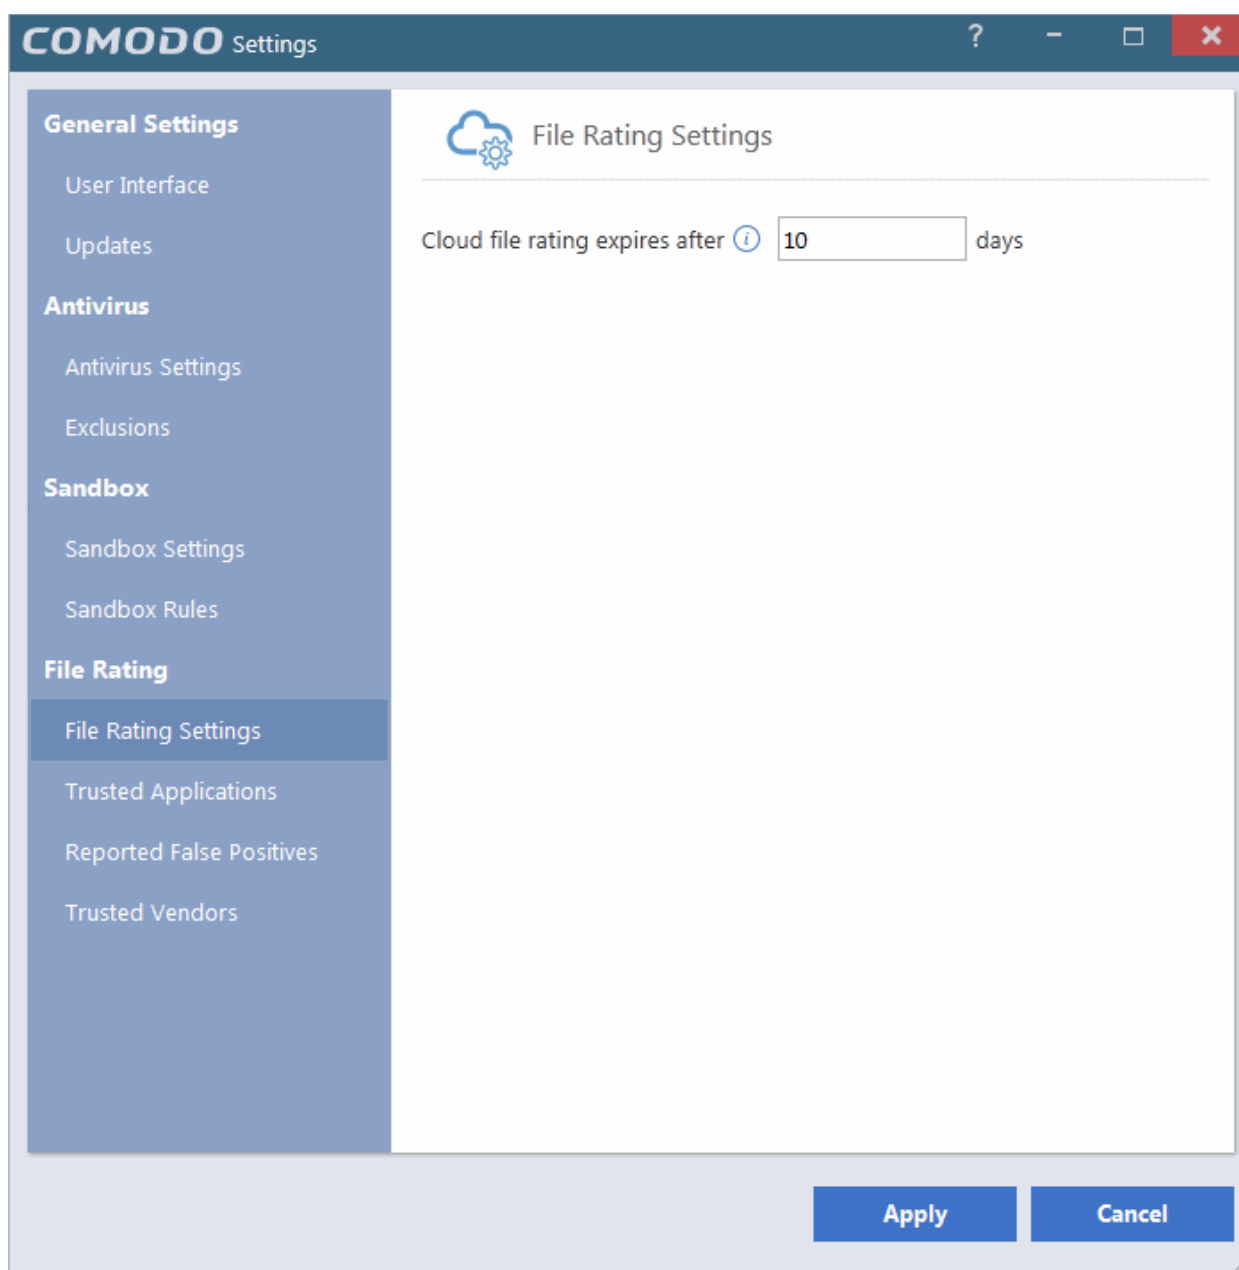 COMODO Settings
?
General Settings
User Interface
Updates
Antivirus
Antivirus Settings
Exclusions
Sandbox
Sandbox Settings
Sandbox Rules
File Rating
File Rating Settings
Trusted Applications
Reported False Positives
Trusted Vendors
File Rating Settings
Cloud file rating expires after i 10 days
Apply Cancel